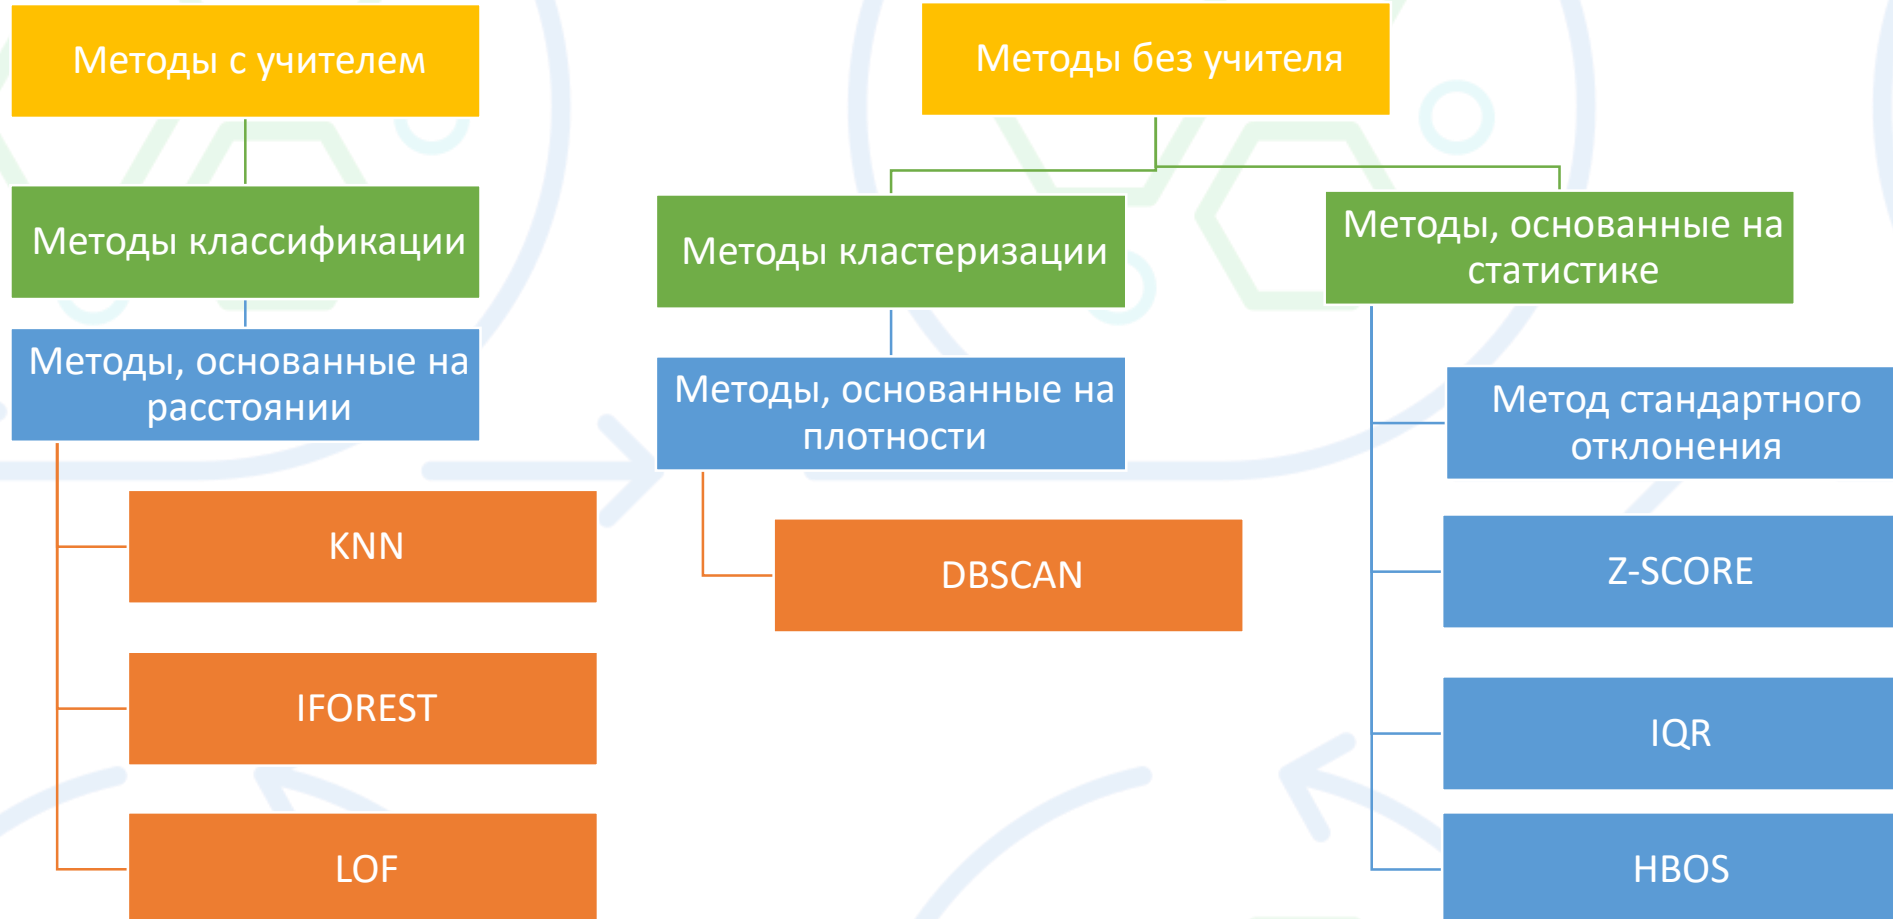 Методы с учителем
Методы классификации
Методы, основанные на
расстоянии
KNN
IFOREST
LOF
Методы без учителя
Методы кластеризации
Методы, основанные на
плотности
DBSCAN
Методы, основанные на
статистике
Метод стандартного
отклонения
Z-SCORE
IQR
HBOS